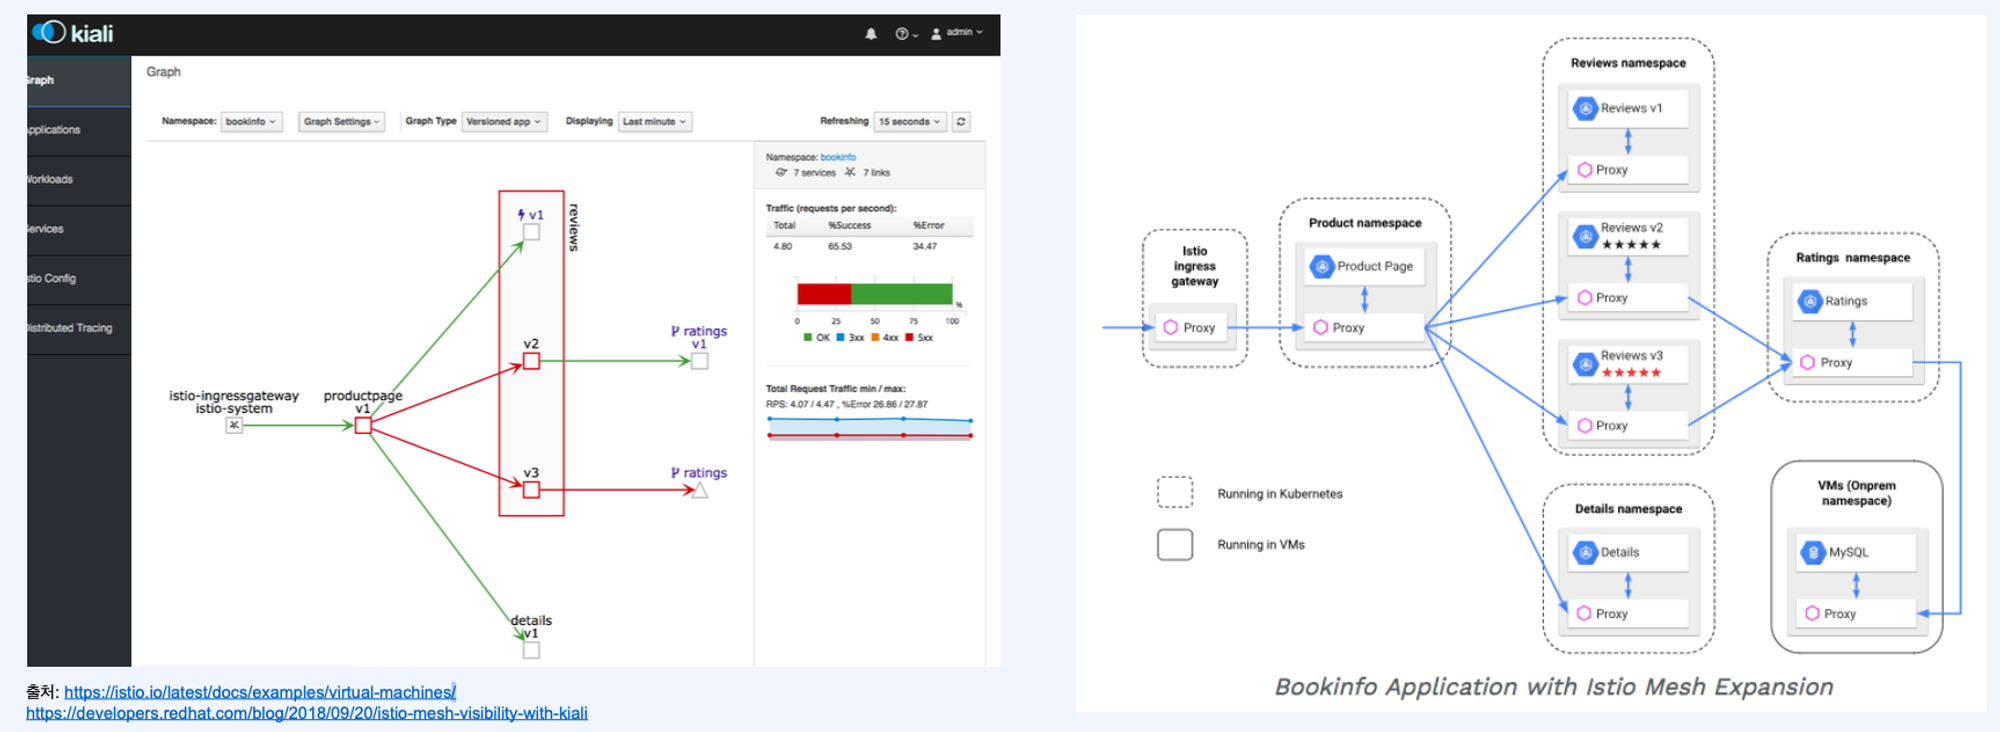 kiali
admin
Graph
Applications
Workloads
Services
Istio Config
Distributed Tracing
Graph
Namespace: bookinfo Graph Settings Graph Type Versioned app Displaying Last minute Refreshing 15 seconds
Namespace: bookinfo
7 services 7 links
Traffic (requests per second):
Total %Success %Error
4.80 65.53 34.47
%
0 25 50 75 100
OK 3xx 4xx 5xx
Total Request Traffic min / max:
RPS: 4.07 / 4.47 , %Error 26.86 / 27.87
v1
reviews
ratings
v1
v2
istio-ingressgateway
istio-system
productpage
v1
v3
ratings
details
v1
출처: https://istio.io/latest/docs/examples/virtual-machines/
https://developers.redhat.com/blog/2018/09/20/istio-mesh-visibility-with-kiali
Istio
ingress
gateway
Proxy
Product namespace
Product Page
Proxy
Reviews namespace
Reviews v1
Proxy
Reviews v2
★★★★★
Proxy
Reviews v3
★★★★★
Proxy
Ratings namespace
Ratings
Proxy
Details namespace
Details
Proxy
VMs (Onprem
namespace)
MySQL
Proxy
Running in Kubernetes
Running in VMs
Bookinfo Application with Istio Mesh Expansion